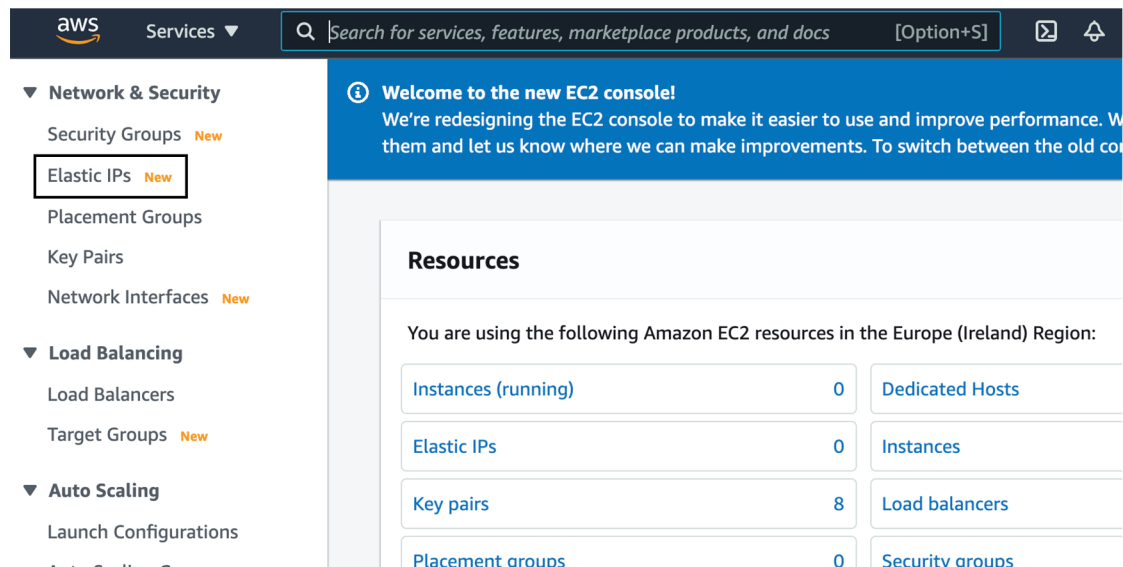 aws Services ▼ Search for services, features, marketplace products, and docs [Option+S]
▼ Network & Security
Security Groups New
Elastic IPs New
Placement Groups
Key Pairs
Network Interfaces New
▼ Load Balancing
Load Balancers
Target Groups New
▼ Auto Scaling
Launch Configurations
Welcome to the new EC2 console!
We're redesigning the EC2 console to make it easier to use and improve performance. W
them and let us know where we can make improvements. To switch between the old co
Resources
You are using the following Amazon EC2 resources in the Europe (Ireland) Region:
Instances (running) 0 Dedicated Hosts
Elastic IPs 0 Instances
Key pairs 8 Load balancers
Placement groups 0 Security groups